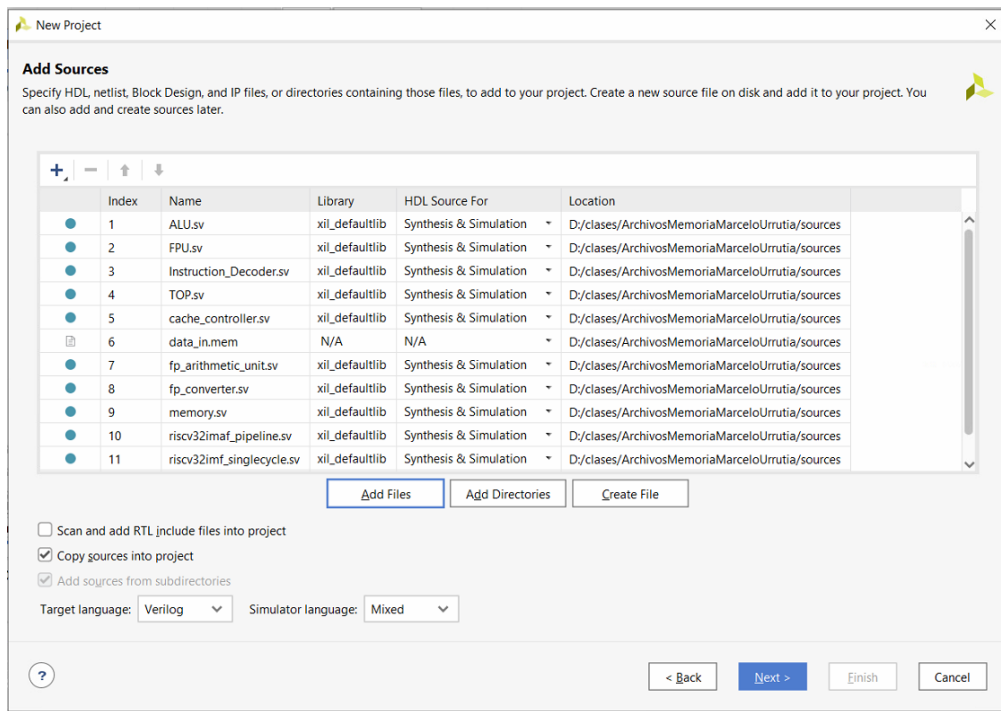 New Project
Add Sources
Specify HDL, netlist, Block Design, and IP files, or directories containing those files, to add to your project. Create a new source file on disk and add it to your project. You
can also add and create sources later.
Index Name Library HDL Source For Location
1 ALU.sv xil_defaultlib Synthesis & Simulation D:/clases/ArchivosMemoriaMarceloUrrutia/sources
2 FPU.sv xil_defaultlib Synthesis & Simulation D:/clases/ArchivosMemoriaMarceloUrrutia/sources
3 Instruction_Decoder.sv xil_defaultlib Synthesis & Simulation D:/clases/ArchivosMemoriaMarceloUrrutia/sources
4 TOP.sv xil_defaultlib Synthesis & Simulation D:/clases/ArchivosMemoriaMarceloUrrutia/sources
5 cache_controller.sv xil_defaultlib Synthesis & Simulation D:/clases/ArchivosMemoriaMarceloUrrutia/sources
6 data_in.mem N/A N/A D:/clases/ArchivosMemoriaMarceloUrrutia/sources
7 fp_arithmetic_unit.sv xil_defaultlib Synthesis & Simulation D:/clases/ArchivosMemoriaMarceloUrrutia/sources
8 fp_converter.sv xil_defaultlib Synthesis & Simulation D:/clases/ArchivosMemoriaMarceloUrrutia/sources
9 memory.sv xil_defaultlib Synthesis & Simulation D:/clases/ArchivosMemoriaMarceloUrrutia/sources
10 riscv32imaf_pipeline.sv xil_defaultlib Synthesis & Simulation D:/clases/ArchivosMemoriaMarceloUrrutia/sources
11 riscv32imf_singlecycle.sv xil_defaultlib Synthesis & Simulation D:/clases/ArchivosMemoriaMarceloUrrutia/sources
Add Files Add Directories Create File
Scan and add RTL include files into project
Copy sources into project
Add sources from subdirectories
Target language: Verilog Simulator language: Mixed
? < Back Next > Finish Cancel